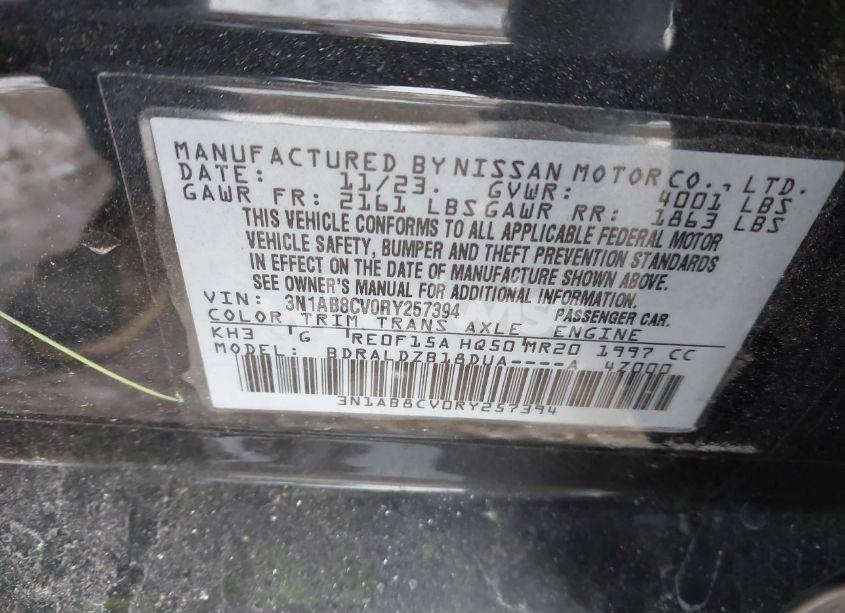 MANUFACTURED BY NISSAN MOTOR CO., LTD.
DATE: 11/23. GVWR: 4001 LBS
GAWR FR: 2161 LBS GAWR RR: 1863 LBS
THIS VEHICLE CONFORMS TO ALL APPLICABLE FEDERAL MOTOR
VEHICLE SAFETY, BUMPER AND THEFT PREVENTION STANDARDS
IN EFFECT ON THE DATE OF MANUFACTURE SHOWN ABOVE.
SEE OWNER'S MANUAL FOR MORE INFORMATION.
VIN: 3N1AB8CV0RY257394 PASSENGER CAR.
COLOR TRIM TRANS AXLE ENGINE
KH3 G RE0F15A HQ50 MR20 1997 CC
MODEL: BDRALDZB18DUA----A 4Z000
3N1AB8CV0RY257394